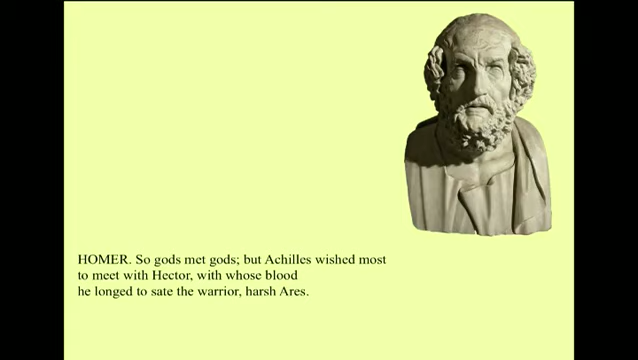 HOMER. So gods met gods; but Achilles wished most
to meet with Hector, with whose blood
he longed to sate the warrior, harsh Ares.